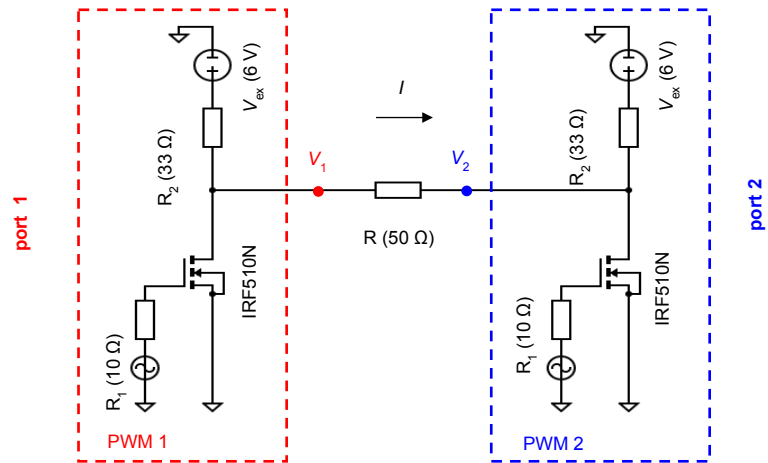 V_ex (6 V)
R₂ (33 Ω)
port 1
IRF510N
R₁ (10 Ω)
PWM 1
I
V₁
V₂
R (50 Ω)
V_ex (6 V)
R₂ (33 Ω)
port 2
IRF510N
R₁ (10 Ω)
PWM 2